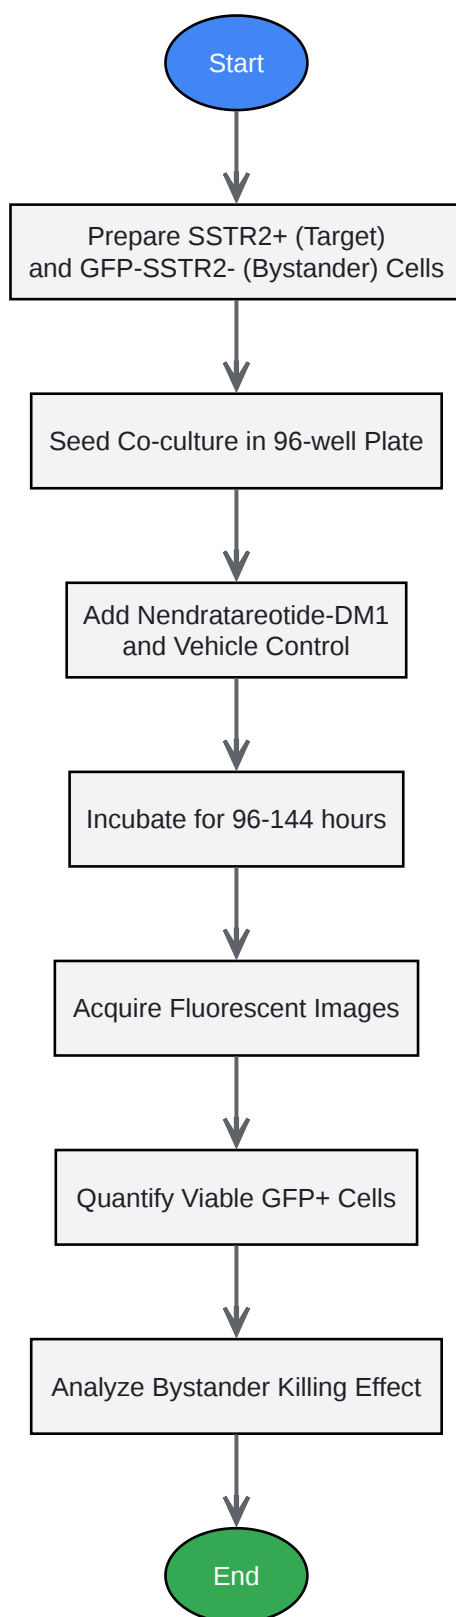 Start
Prepare SSTR2+ (Target)
and GFP-SSTR2- (Bystander) Cells
Seed Co-culture in 96-well Plate
Add Nendratareotide-DM1
and Vehicle Control
Incubate for 96-144 hours
Acquire Fluorescent Images
Quantify Viable GFP+ Cells
Analyze Bystander Killing Effect
End